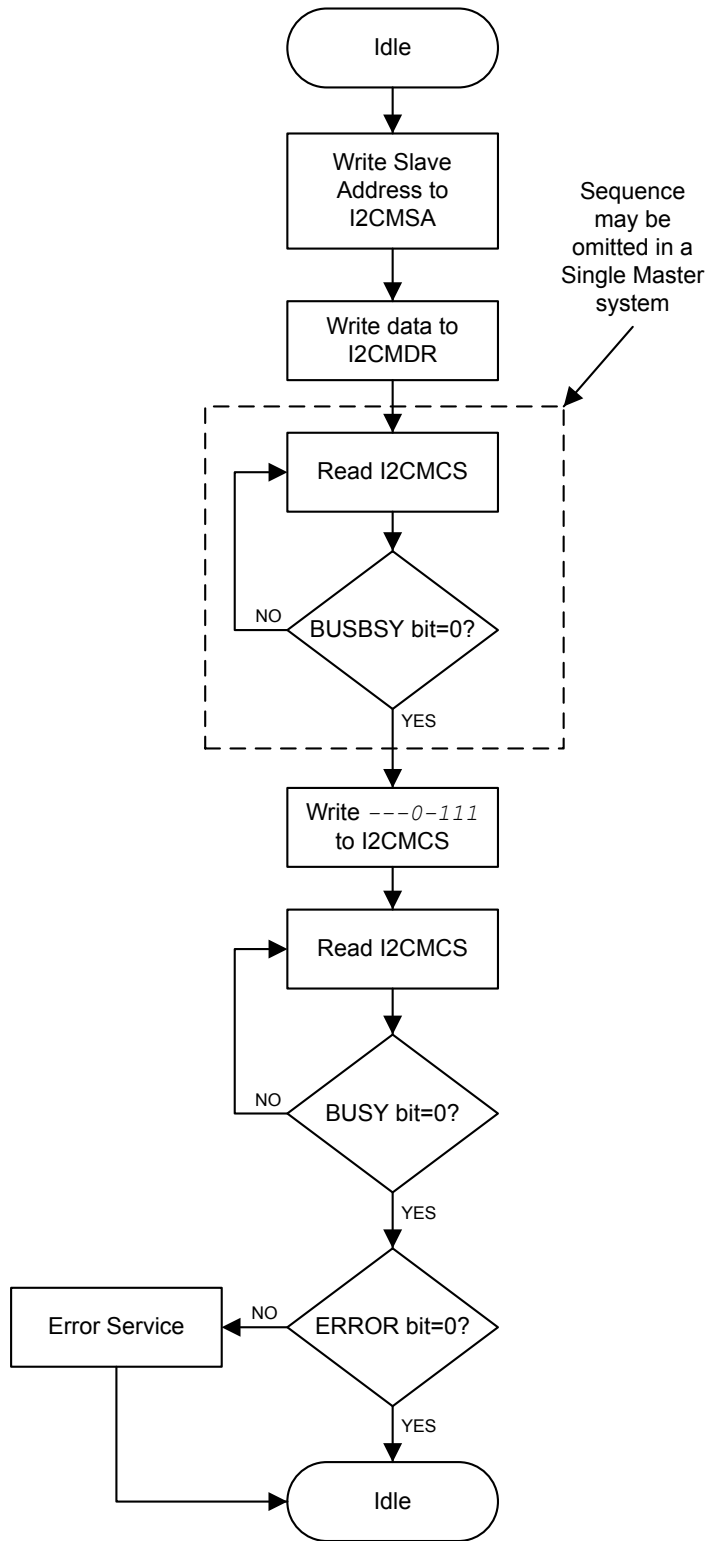 Idle
Write Slave
Address to
I2CMSA
Sequence
may be
omitted in a
Single Master
system
Write data to
I2CMDR
Read I2CMCS
BUSBSY bit=0?
NO
YES
Write ---0-111
to I2CMCS
Read I2CMCS
BUSY bit=0?
NO
YES
ERROR bit=0?
NO
Error Service
YES
Idle